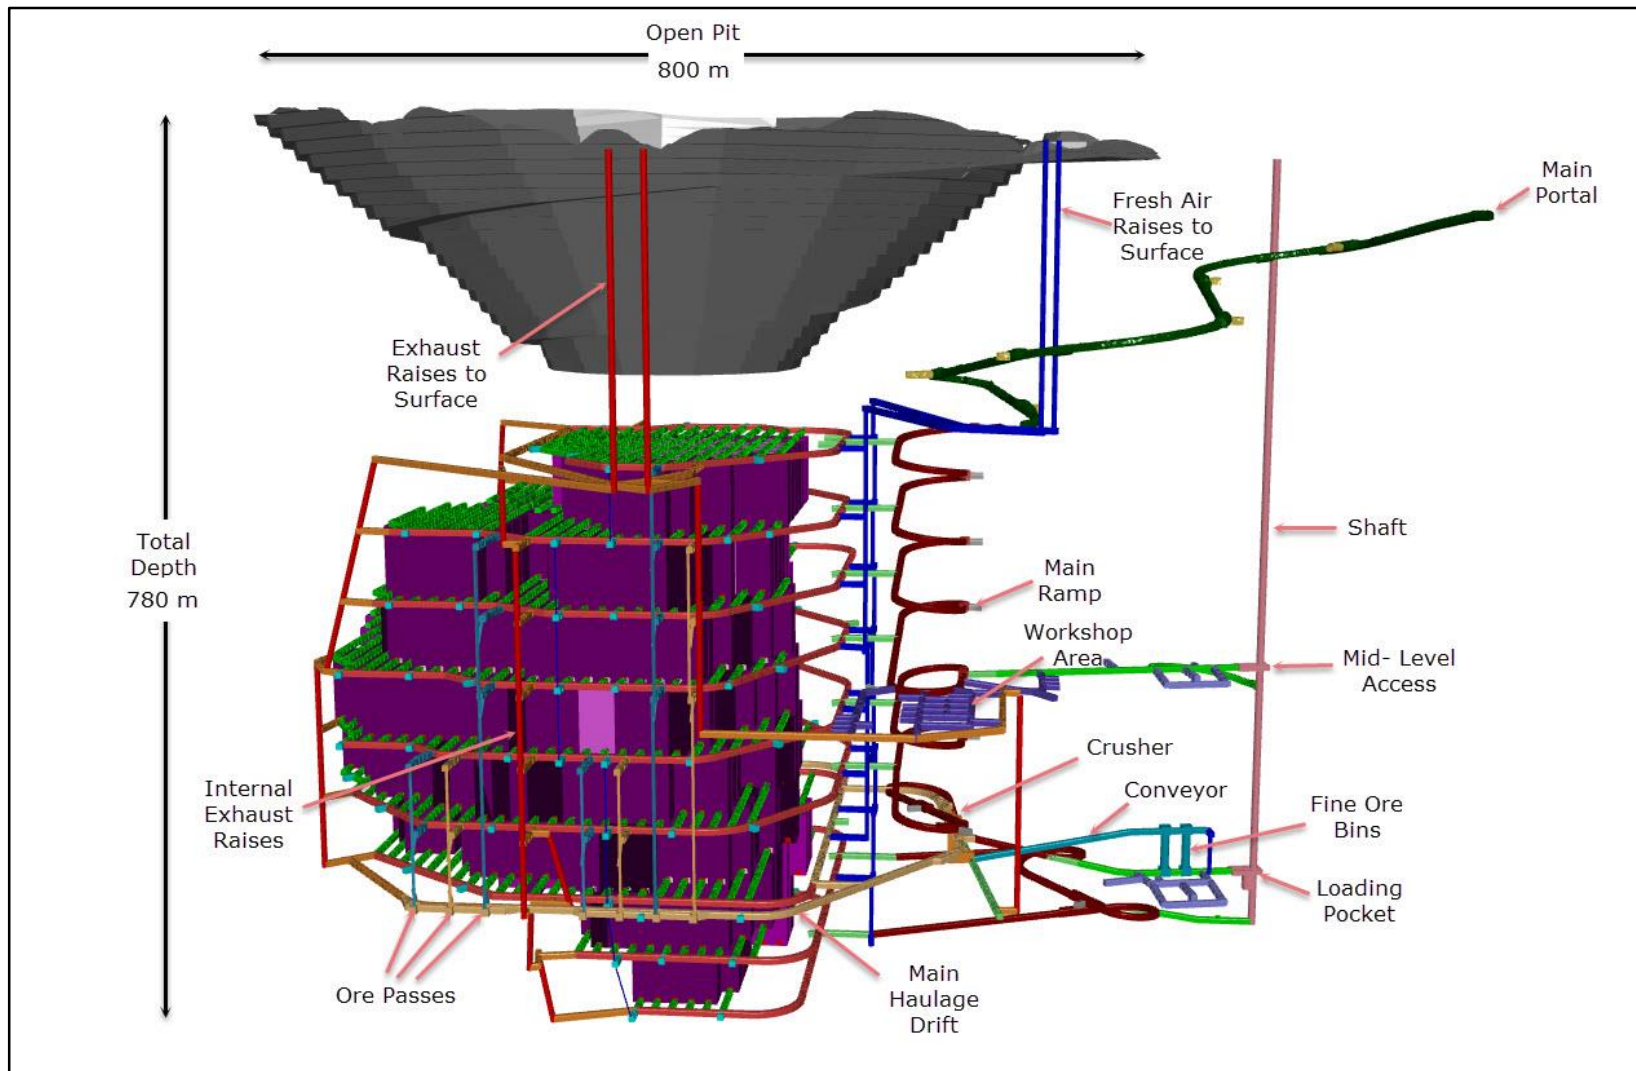 Open Pit
800 m
Main
Portal
Fresh Air
Raises to
Surface
Exhaust
Raises to
Surface
Total
Depth
780 m
Shaft
Main
Ramp
Workshop
Area
Mid- Level
Access
Crusher
Conveyor
Fine Ore
Bins
Internal
Exhaust
Raises
Loading
Pocket
Ore Passes
Main
Haulage
Drift